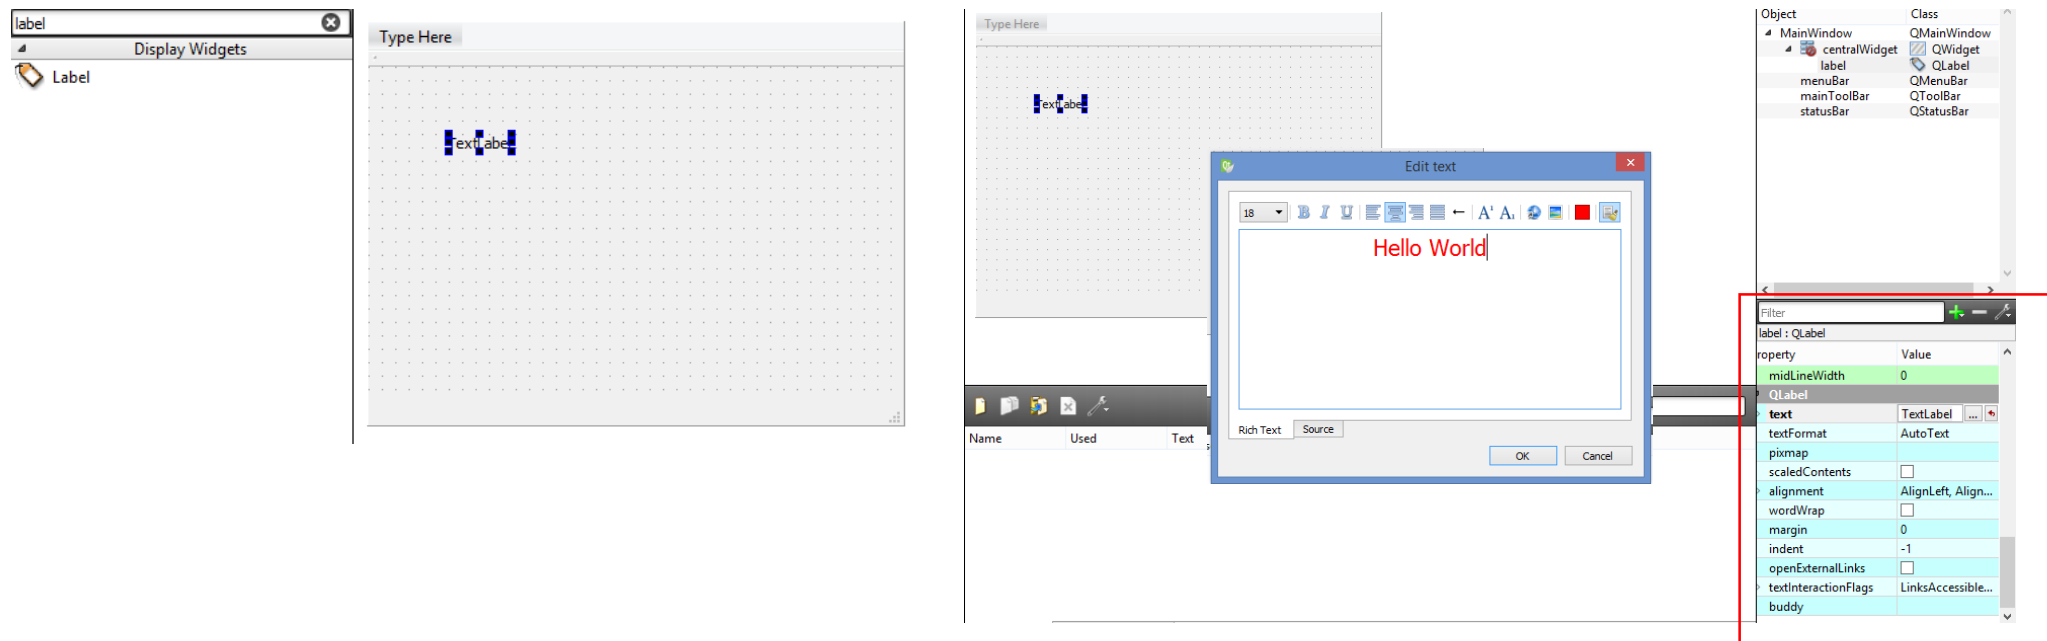 label
Display Widgets
Label
Type Here
TextLabel
Type Here
TextLabel
Name Used Text
Edit text
18
Hello World
Rich Text Source
OK Cancel
Object Class
MainWindow QMainWindow
centralWidget QWidget
label QLabel
menuBar QMenuBar
mainToolBar QToolBar
statusBar QStatusBar
Filter
label : QLabel
roperty Value
midLineWidth 0
QLabel
text TextLabel ...
textFormat AutoText
pixmap
scaledContents
alignment AlignLeft, Align...
wordWrap
margin 0
indent -1
openExternalLinks
textInteractionFlags LinksAccessible...
buddy